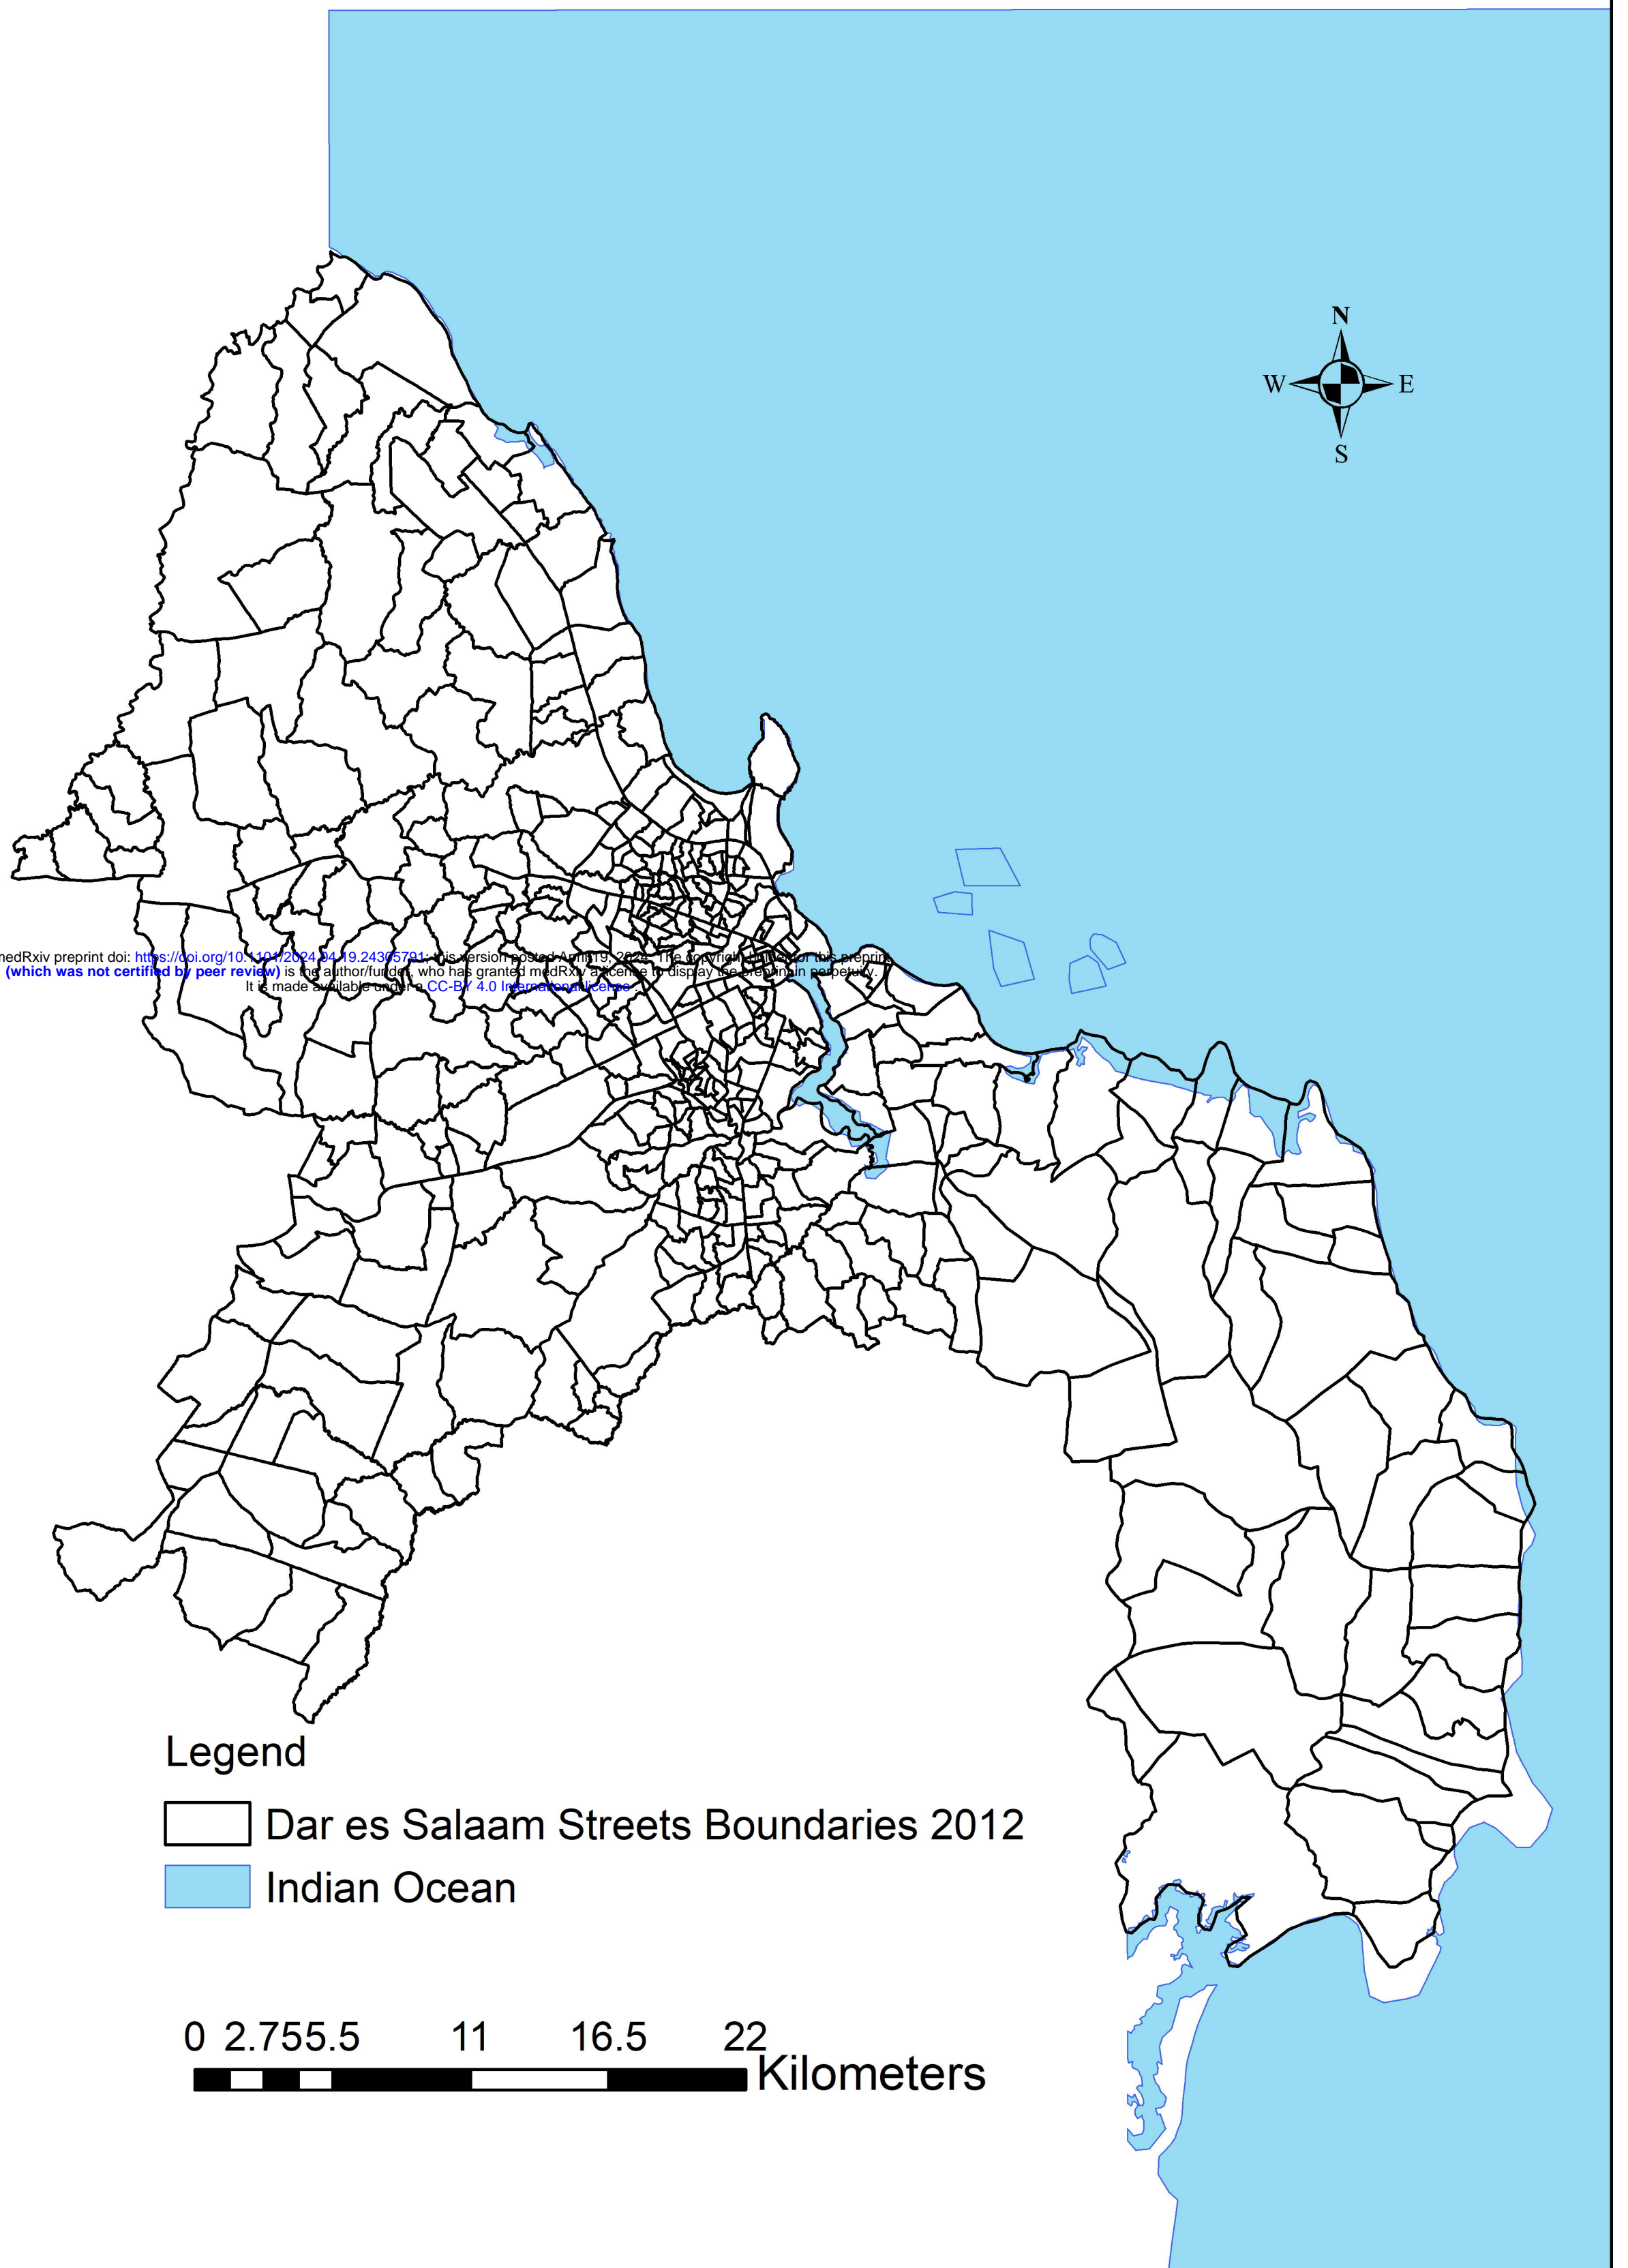 N
W E
S
medRxiv preprint doi: https://doi.org/10.1101/2024.04.19.24305791; this version posted April 19, 2024. The copyright holder for this preprint
(which was not certified by peer review) is the author/funder, who has granted medRxiv a license to display the preprint in perpetuity.
It is made available under a CC-BY 4.0 International license .
Legend
Dar es Salaam Streets Boundaries 2012
Indian Ocean
0 2.755.5 11 16.5 22
Kilometers